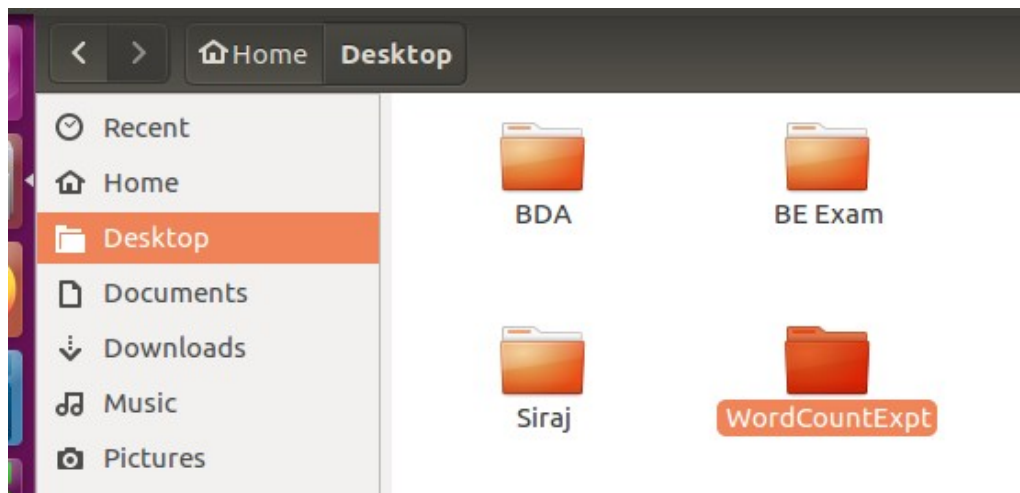 Home Desktop
Recent
Home
Desktop
Documents
Downloads
Music
Pictures
BDA BE Exam
Siraj WordCountExpt